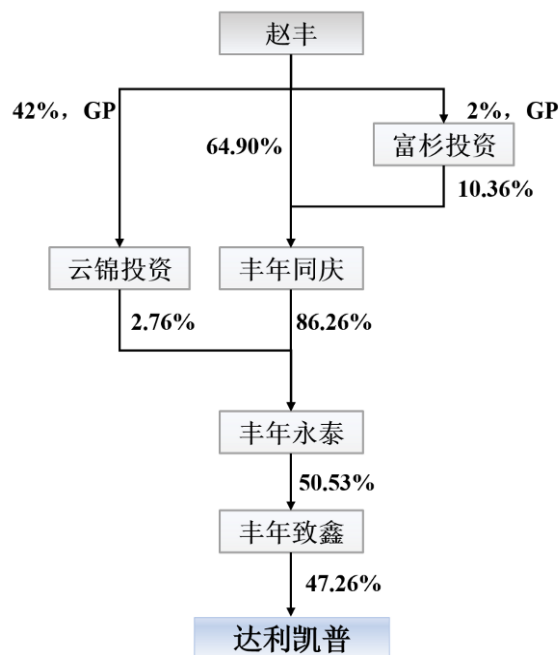 赵丰
42%，GP
2%，GP
64.90%
富杉投资
10.36%
云锦投资
丰年同庆
2.76%
86.26%
丰年永泰
50.53%
丰年致鑫
47.26%
达利凯普